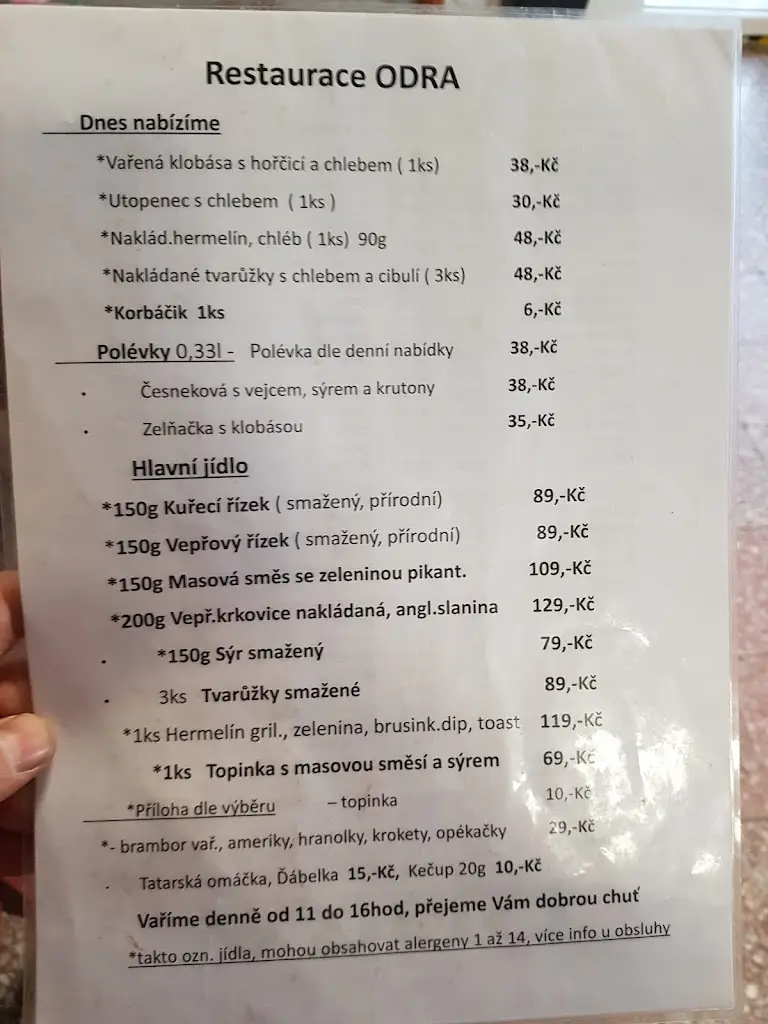 Restaurace ODRA
Dnes nabízíme
*Vařená klobása s hořčicí a chlebem ( 1ks) 38,-Kč
*Utopenec s chlebem ( 1ks ) 30,-Kč
*Naklád.hermelín, chléb ( 1ks) 90g 48,-Kč
*Nakládané tvarůžky s chlebem a cibulí ( 3ks) 48,-Kč
*Korbáčik 1ks 6,-Kč
Polévky 0,33l - Polévka dle denní nabídky 38,-Kč
. Česneková s vejcem, sýrem a krutony 38,-Kč
. Zelňačka s klobásou 35,-Kč
Hlavní jídlo
*150g Kuřecí řízek ( smažený, přírodní) 89,-Kč
*150g Vepřový řízek ( smažený, přírodní) 89,-Kč
*150g Masová směs se zeleninou pikant. 109,-Kč
*200g Vepř.krkovice nakládaná, angl.slanina 129,-Kč
. *150g Sýr smažený 79,-Kč
. 3ks Tvarůžky smažené 89,-Kč
*1ks Hermelín gril., zelenina, brusink.dip, toast 119,-Kč
*1ks Topinka s masovou směsí a sýrem 69,-Kč
*Příloha dle výběru – topinka 10,-Kč
*- brambor vař., ameriky, hranolky, krokety, opékačky 29,-Kč
. Tatarská omáčka, Ďábelka 15,-Kč, Kečup 20g 10,-Kč
Vaříme denně od 11 do 16hod, přejeme Vám dobrou chuť
*takto ozn. jídla, mohou obsahovat alergeny 1 až 14, více info u obsluhy